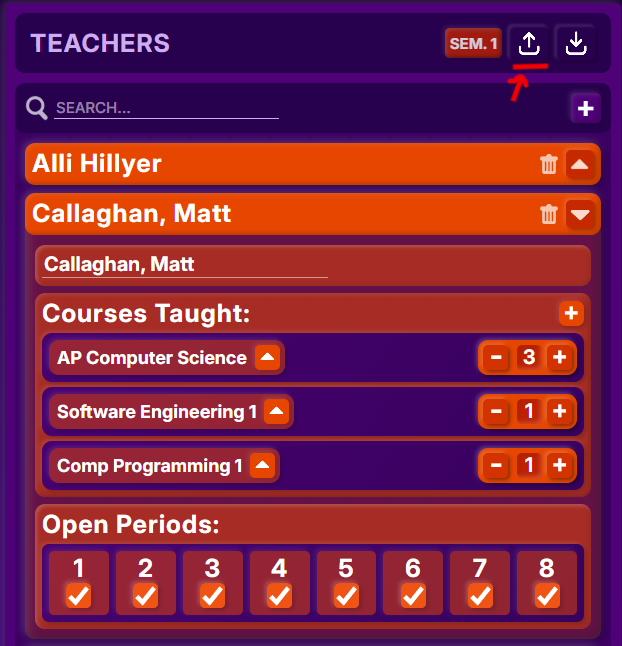 TEACHERS SEM. 1
SEARCH...
Alli Hillyer
Callaghan, Matt
Callaghan, Matt
Courses Taught:
AP Computer Science 3
Software Engineering 1 1
Comp Programming 1 1
Open Periods:
1 2 3 4 5 6 7 8